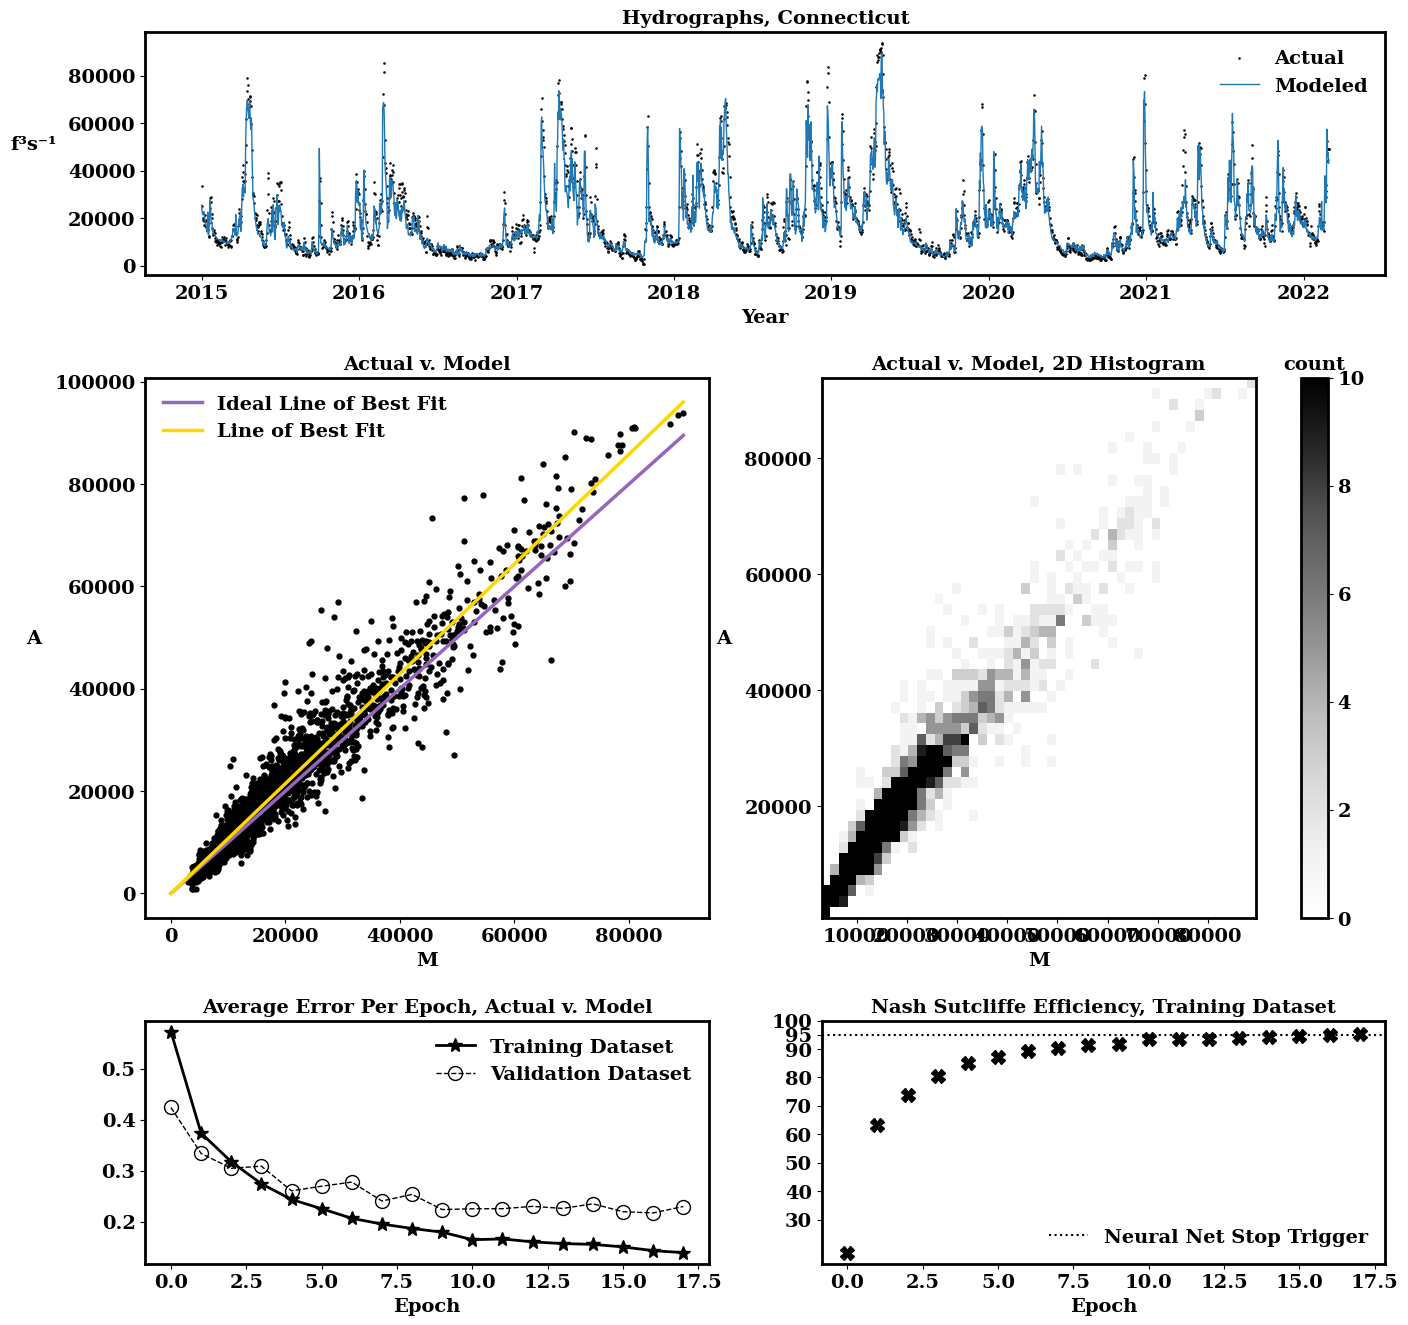 Hydrographs, Connecticut
Actual
Modeled
80000
60000
f³s⁻¹
40000
20000
0
2015 2016 2017 2018 2019 2020 2021 2022
Year
Actual v. Model
Ideal Line of Best Fit
Line of Best Fit
100000
80000
60000
A
40000
20000
0
0 20000 40000 60000 80000
M
Actual v. Model, 2D Histogram
80000
60000
A
40000
20000
10000 20000 30000 40000 50000 60000 70000 80000
M
count
10
8
6
4
2
0
Average Error Per Epoch, Actual v. Model
Training Dataset
Validation Dataset
0.5
0.4
0.3
0.2
0.0 2.5 5.0 7.5 10.0 12.5 15.0 17.5
Epoch
Nash Sutcliffe Efficiency, Training Dataset
100
95
90
80
70
60
50
40
30
Neural Net Stop Trigger
0.0 2.5 5.0 7.5 10.0 12.5 15.0 17.5
Epoch